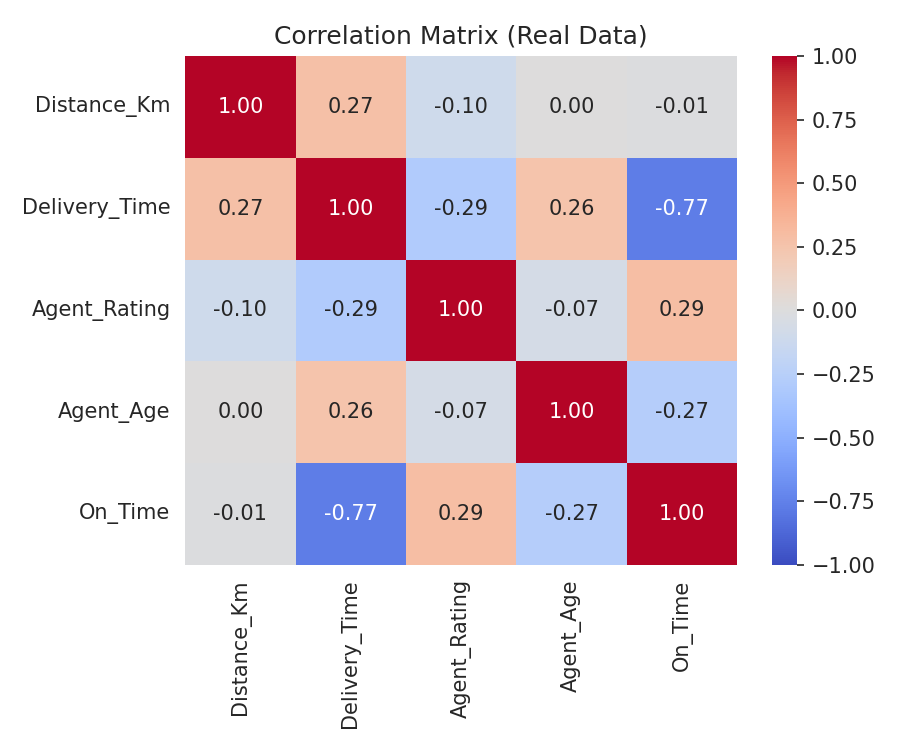 Correlation Matrix (Real Data)
Distance_Km 1.00 0.27 -0.10 0.00 -0.01
Delivery_Time 0.27 1.00 -0.29 0.26 -0.77
Agent_Rating -0.10 -0.29 1.00 -0.07 0.29
Agent_Age 0.00 0.26 -0.07 1.00 -0.27
On_Time -0.01 -0.77 0.29 -0.27 1.00
Distance_Km
Delivery_Time
Agent_Rating
Agent_Age
On_Time
1.00
0.75
0.50
0.25
0.00
−0.25
−0.50
−0.75
−1.00